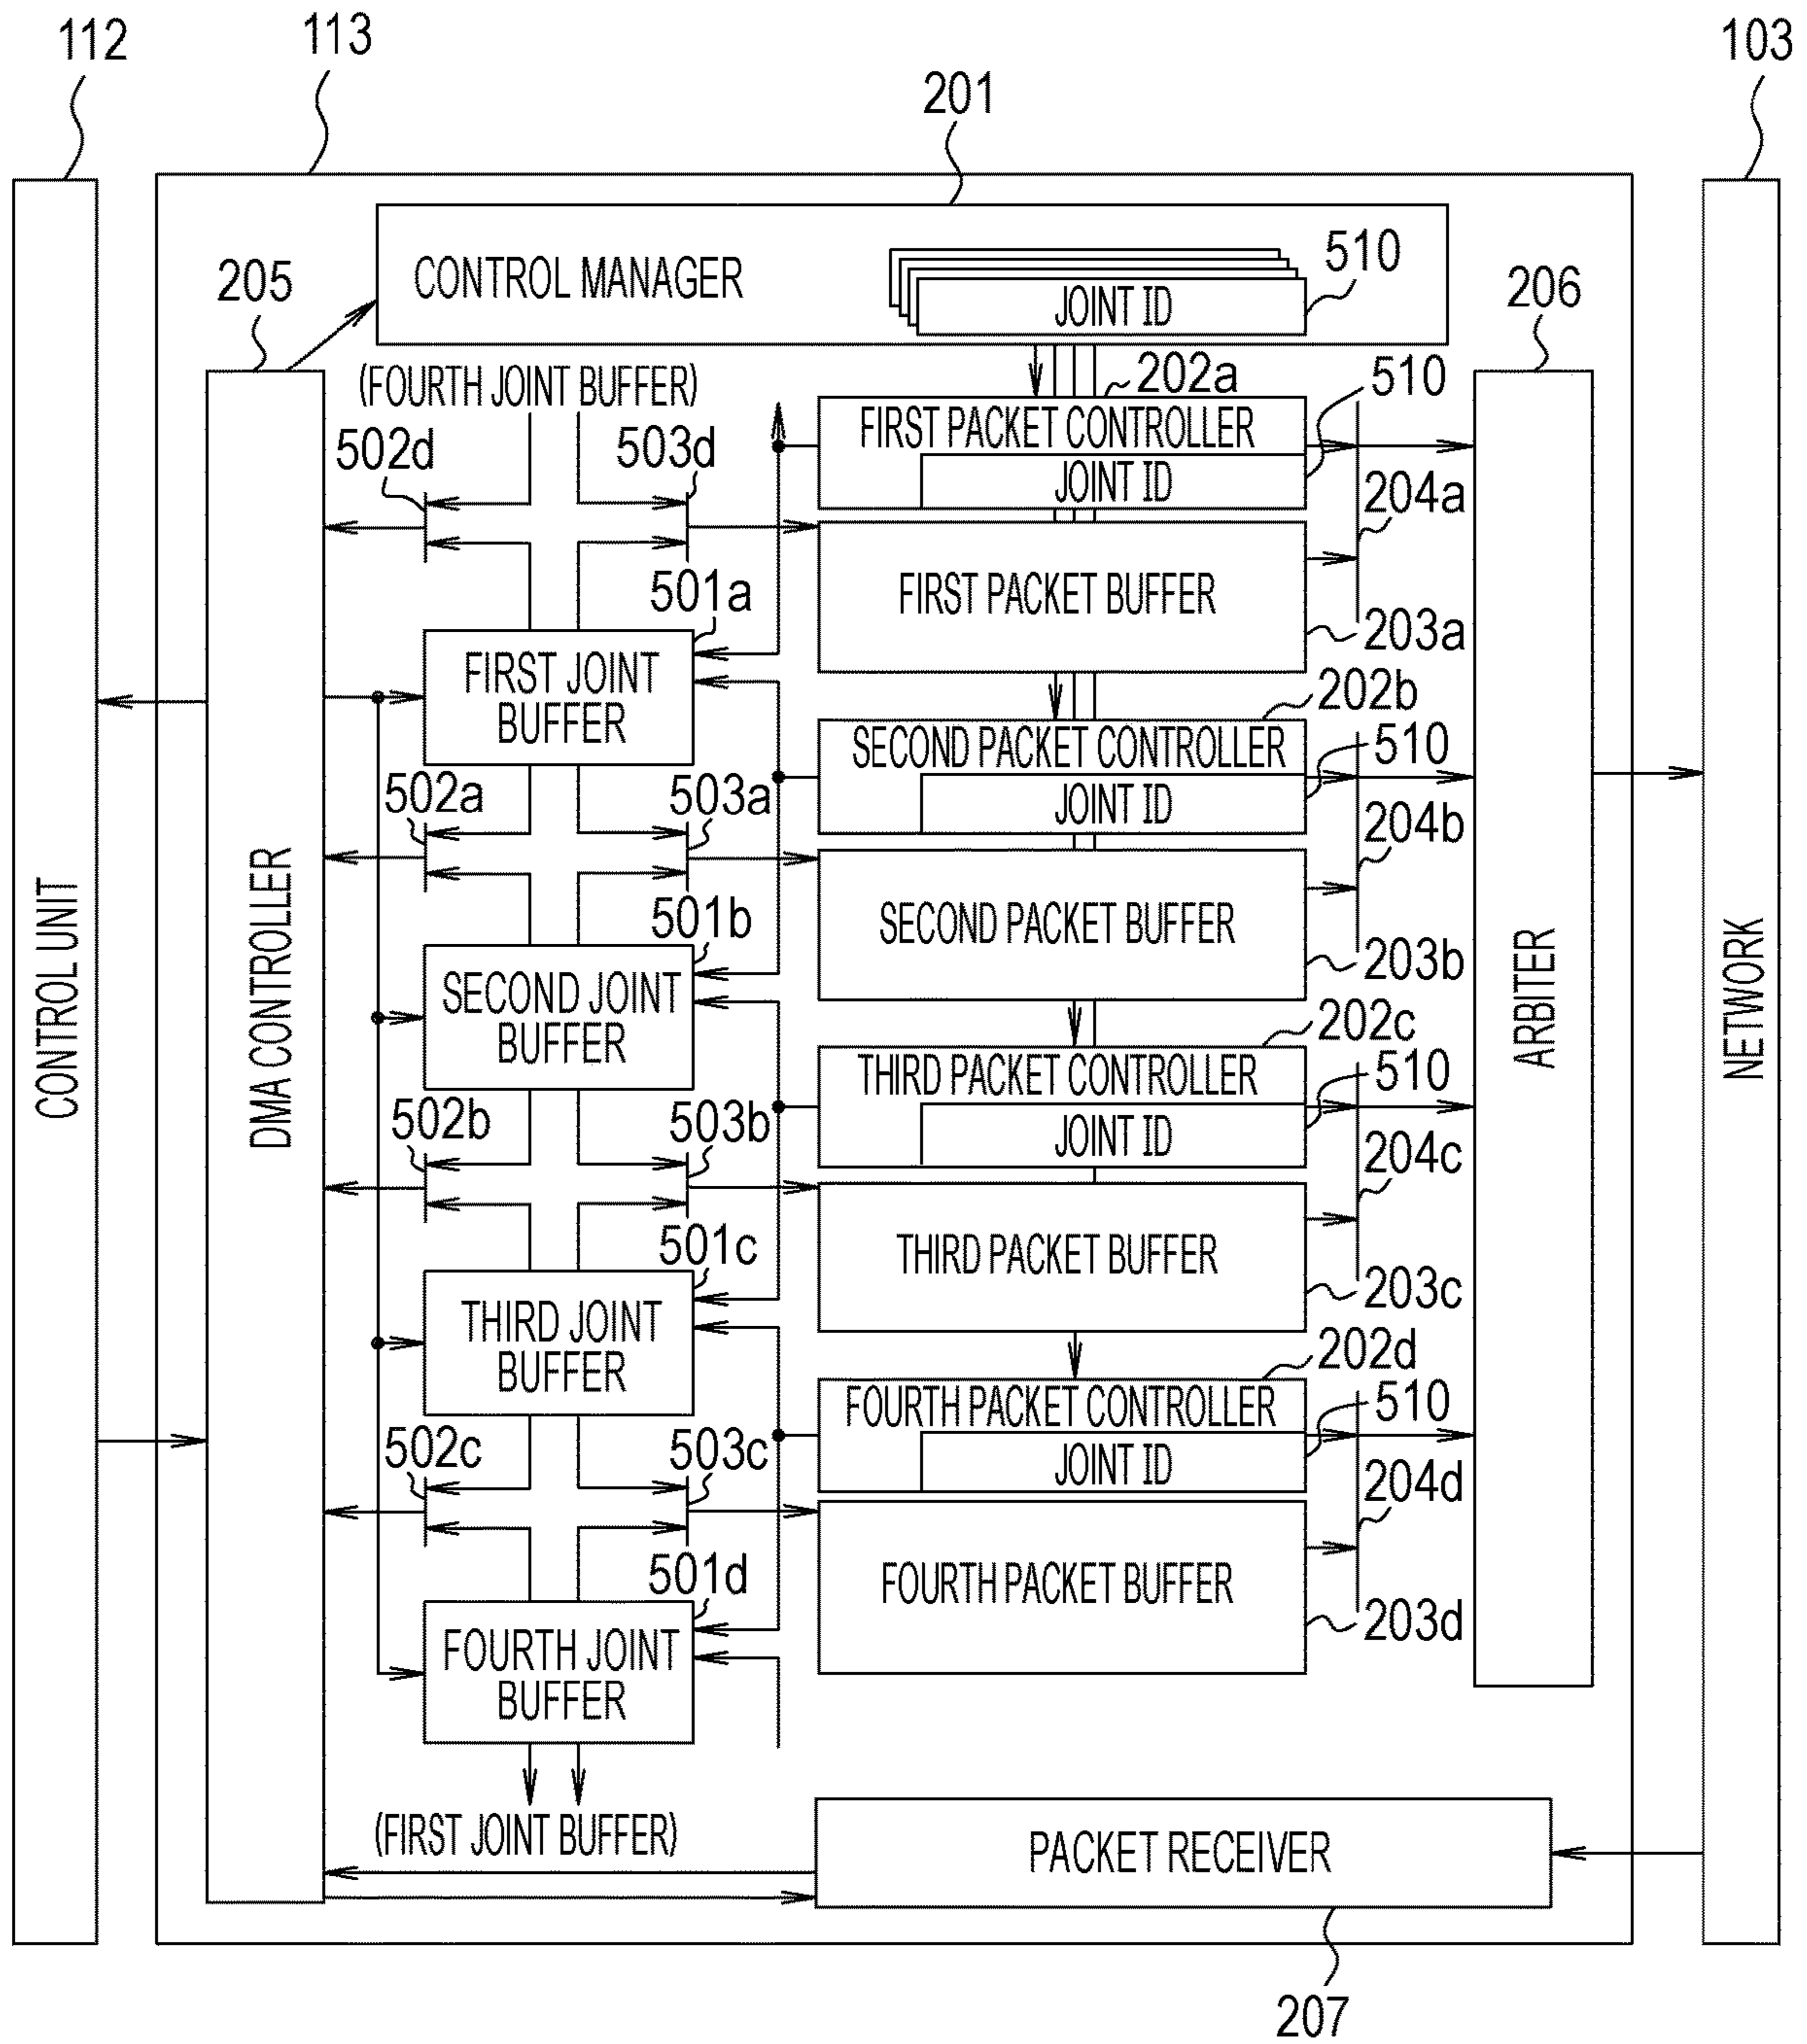 112
113
103
201
CONTROL MANAGER
510
JOINT ID
205
206
(FOURTH JOINT BUFFER)
202a
510
FIRST PACKET CONTROLLER
JOINT ID
502d
503d
204a
FIRST PACKET BUFFER
501a
203a
FIRST JOINT
BUFFER
202b
SECOND PACKET CONTROLLER
510
JOINT ID
502a
503a
204b
SECOND PACKET BUFFER
501b
203b
SECOND JOINT
BUFFER
CONTROL UNIT
DMA CONTROLLER
ARBITER
NETWORK
202c
THIRD PACKET CONTROLLER
510
JOINT ID
502b
503b
204c
THIRD PACKET BUFFER
501c
203c
THIRD JOINT
BUFFER
202d
FOURTH PACKET CONTROLLER
510
JOINT ID
502c
503c
204d
FOURTH PACKET BUFFER
501d
203d
FOURTH JOINT
BUFFER
(FIRST JOINT BUFFER)
PACKET RECEIVER
207